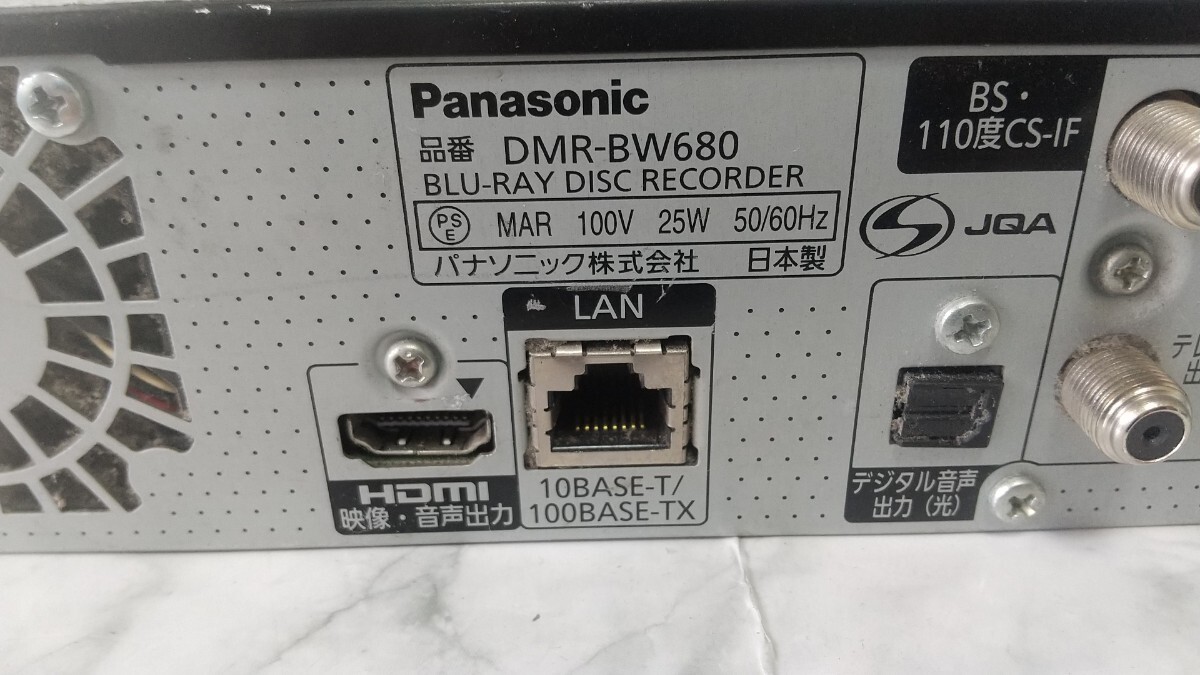 Panasonic
品番 DMR-BW680
BLU-RAY DISC RECORDER
PS
E
MAR 100V 25W 50/60Hz
パナソニック株式会社 日本製
BS・
110度CS-IF
JQA
LAN
10BASE-T/
100BASE-TX
HDMI
映像・音声出力
デジタル音声
出力（光）